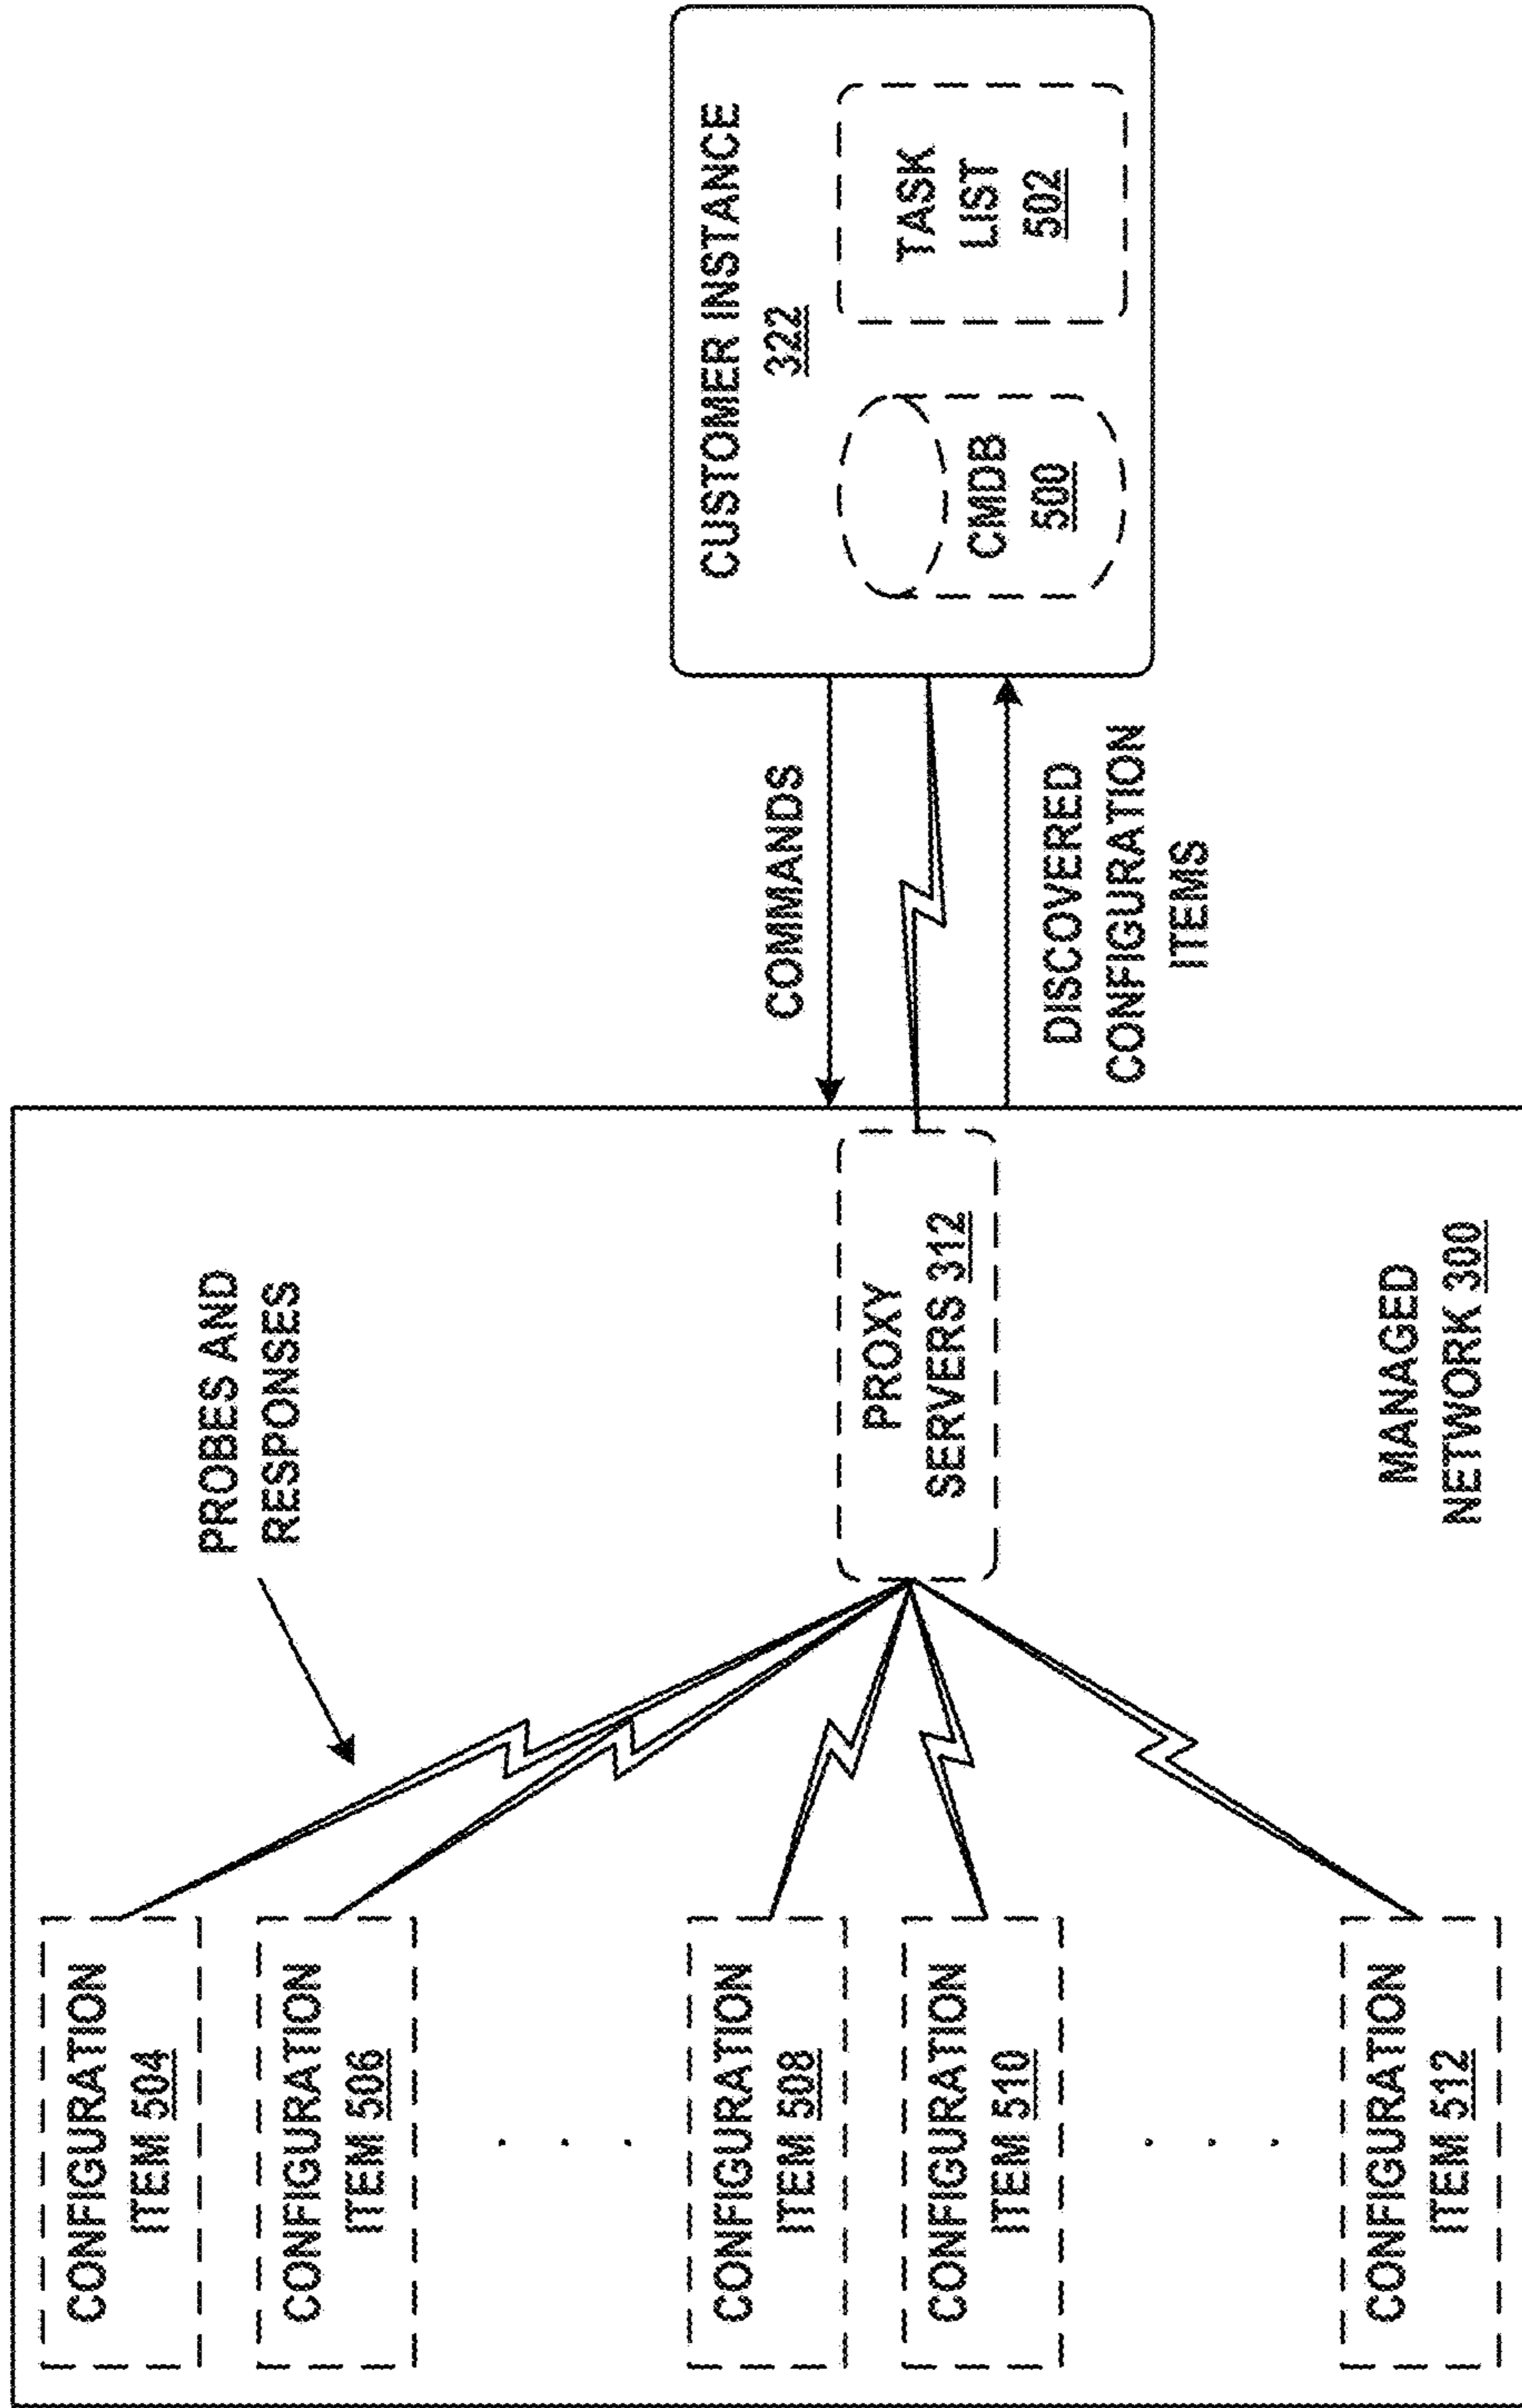 CONFIGURATION
ITEM 504
CONFIGURATION
ITEM 506
. . .
CONFIGURATION
ITEM 508
CONFIGURATION
ITEM 510
. . .
CONFIGURATION
ITEM 512
PROBES AND
RESPONSES
PROXY
SERVERS 312
MANAGED
NETWORK 300
COMMANDS
DISCOVERED
CONFIGURATION
ITEMS
CUSTOMER INSTANCE
322
CMDB
500
TASK
LIST
502